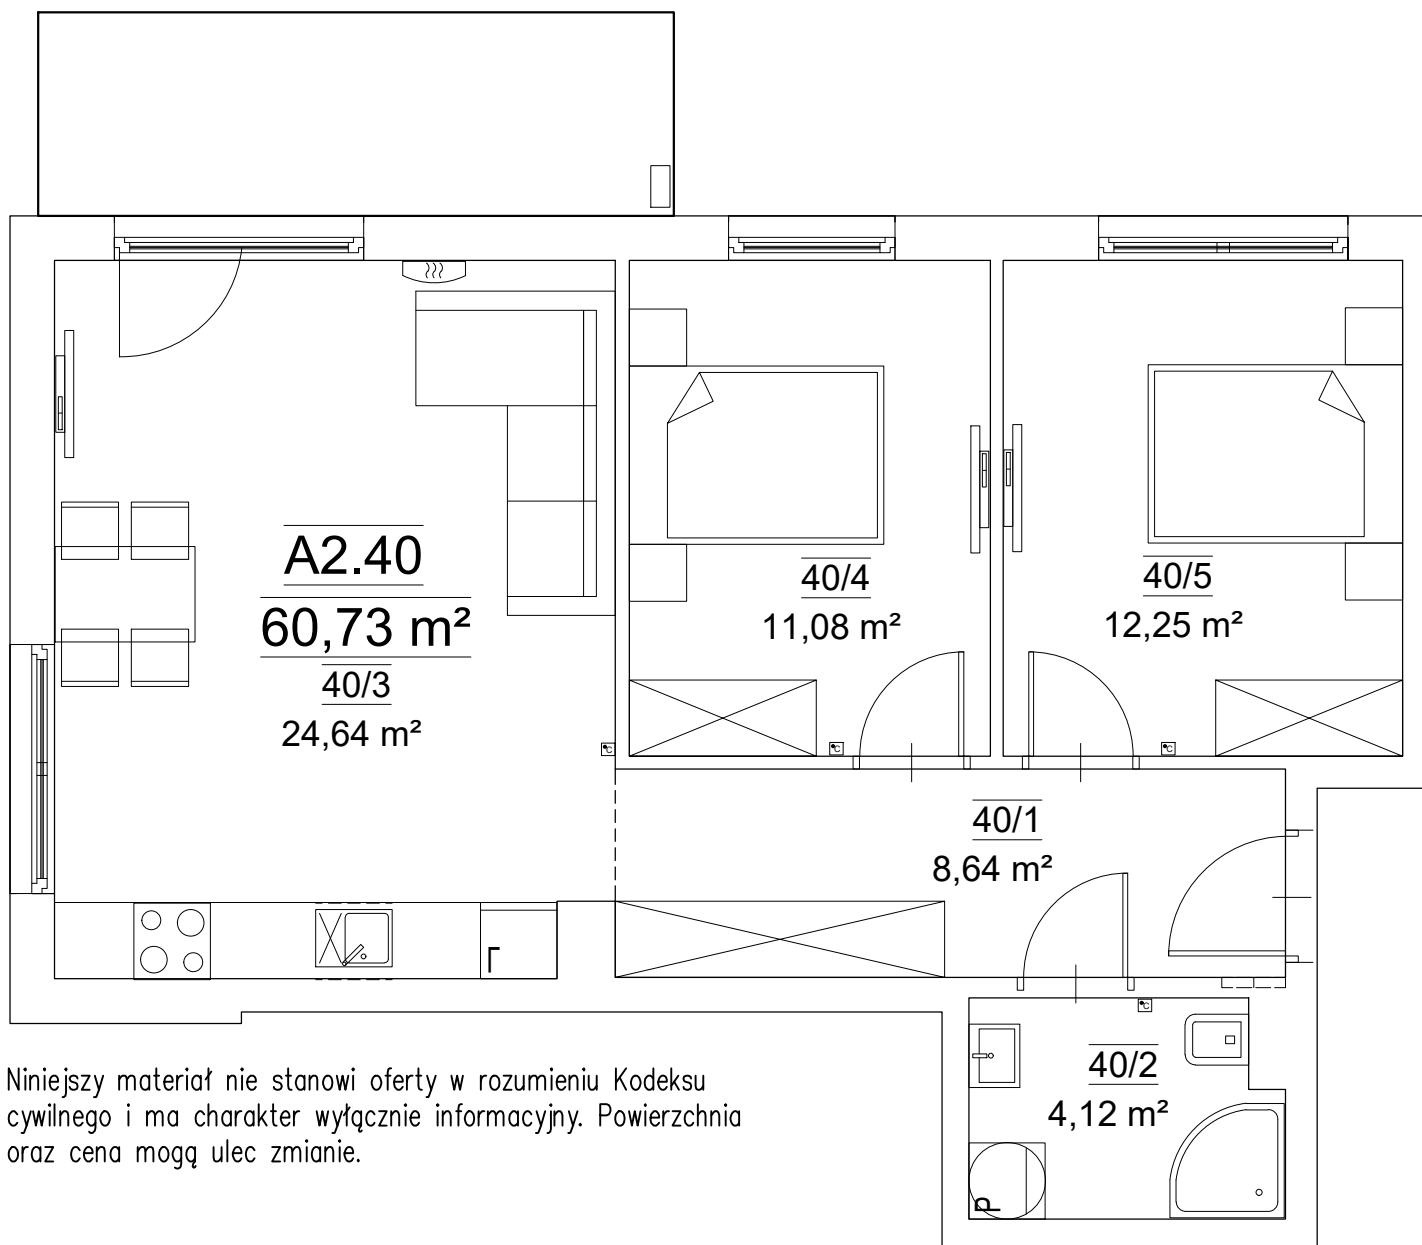 A2.40
60,73 m²
40/3
24,64 m²
40/4
11,08 m²
40/5
12,25 m²
°C
°C
°C
40/1
8,64 m²
°C
40/2
4,12 m²
P
Niniejszy materiał nie stanowi oferty w rozumieniu Kodeksu
cywilnego i ma charakter wyłącznie informacyjny. Powierzchnia
oraz cena mogą ulec zmianie.